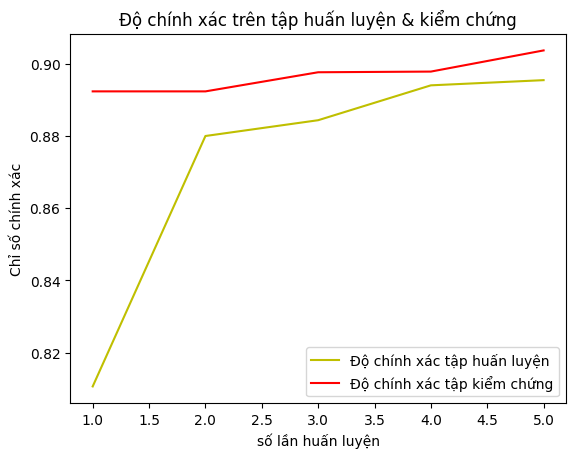 Độ chính xác trên tập huấn luyện & kiểm chứng
Chỉ số chính xác
0.90
0.88
0.86
0.84
0.82
Độ chính xác tập huấn luyện
Độ chính xác tập kiểm chứng
1.0 1.5 2.0 2.5 3.0 3.5 4.0 4.5 5.0
số lần huấn luyện